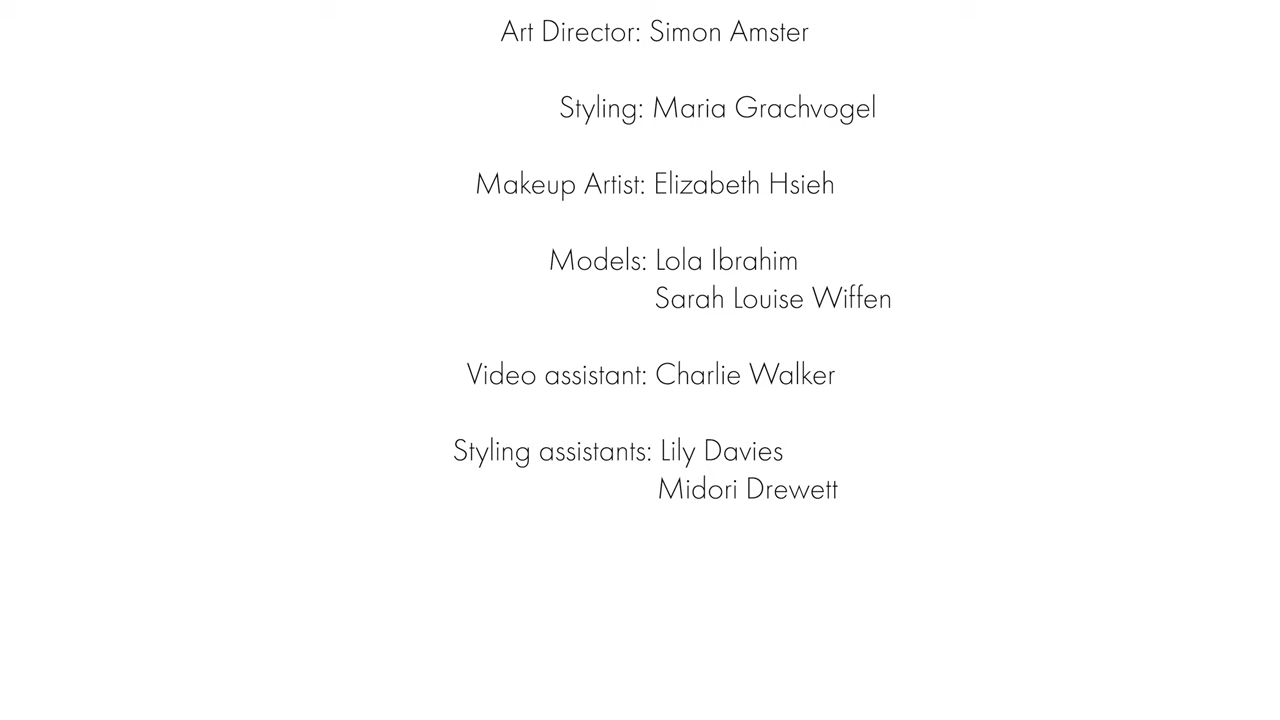 Art Director: Simon Amster
Styling: Maria Grachvogel
Makeup Artist: Elizabeth Hsieh
Models: Lola Ibrahim
Sarah Louise Wiffen
Video assistant: Charlie Walker
Styling assistants: Lily Davies
Midori Drewett